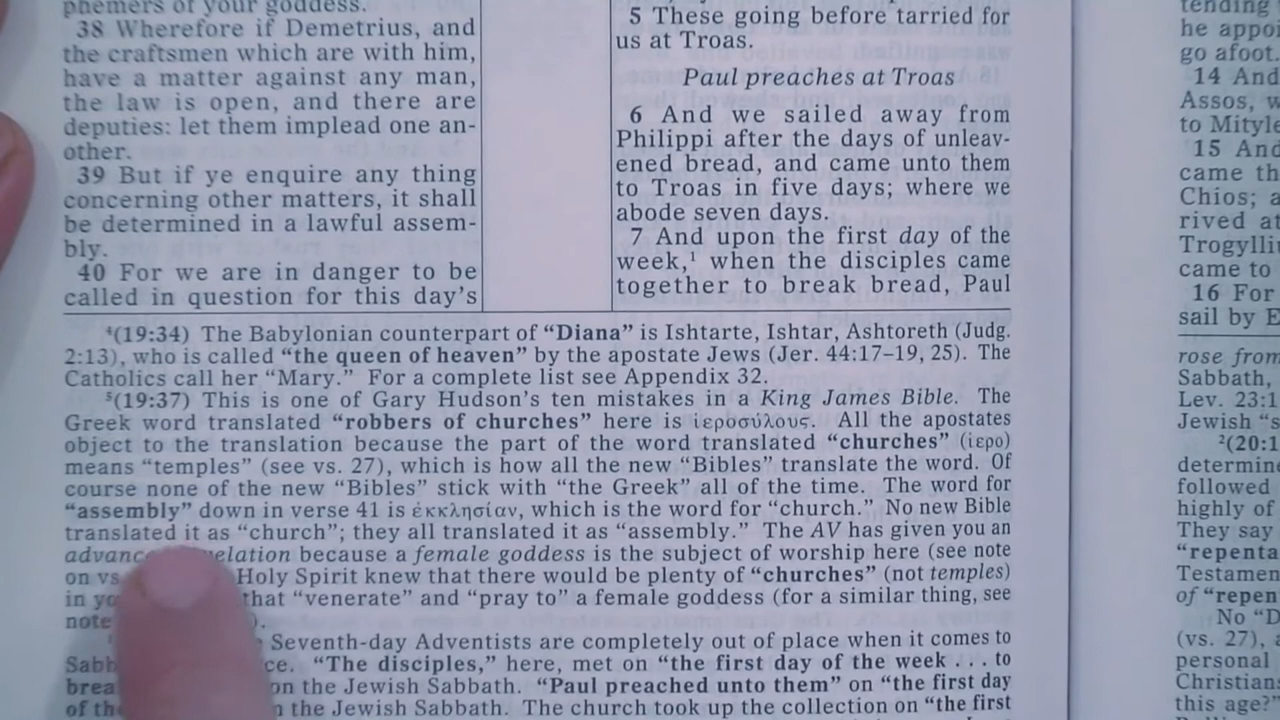 phemers of your goddess.
38 Wherefore if Demetrius, and
the craftsmen which are with him,
have a matter against any man,
the law is open, and there are
deputies: let them implead one an-
other.
39 But if ye enquire any thing
concerning other matters, it shall
be determined in a lawful assem-
bly.
40 For we are in danger to be
called in question for this day's
5 These going before tarried for
us at Troas.
Paul preaches at Troas
6 And we sailed away from
Philippi after the days of unleav-
ened bread, and came unto them
to Troas in five days; where we
abode seven days.
7 And upon the first day of the
week,¹ when the disciples came
together to break bread, Paul
⁴(19:34) The Babylonian counterpart of “Diana” is Ishtarte, Ishtar, Ashtoreth (Judg.
2:13), who is called “the queen of heaven” by the apostate Jews (Jer. 44:17–19, 25). The
Catholics call her “Mary.” For a complete list see Appendix 32.
⁵(19:37) This is one of Gary Hudson's ten mistakes in a King James Bible. The
Greek word translated “robbers of churches” here is ἱεροσύλους. All the apostates
object to the translation because the part of the word translated “churches” (ἱερο)
means “temples” (see vs. 27), which is how all the new “Bibles” translate the word. Of
course none of the new “Bibles” stick with “the Greek” all of the time. The word for
“assembly” down in verse 41 is ἐκκλησίαν, which is the word for “church.” No new Bible
translated it as “church”; they all translated it as “assembly.” The AV has given you an
because a female goddess is the subject of worship here (see note
on vs Holy Spirit knew that there would be plenty of “churches” (not temples)
in that “venerate” and “pray to” a female goddess (for a similar thing, see
note ).
Seventh-day Adventists are completely out of place when it comes to
“The disciples,” here, met on “the first day of the week . . . to
on the Jewish Sabbath. “Paul preached unto them” on “the first day
of the the Jewish Sabbath. The church took up the collection on “the first
tending
he appo
go afoot.
14 And
Assos, w
to Mityle
15 And
came th
Chios; a
rived at
Trogylli
came to
16 For
sail by E
rose from
Sabbath,
Lev. 23:1
Jewish “s
²(20:1
determine
followed
highly of
They say
“repenta
Testamen
of “repen
No “D
(vs. 27), a
personal
Christians
this age?”